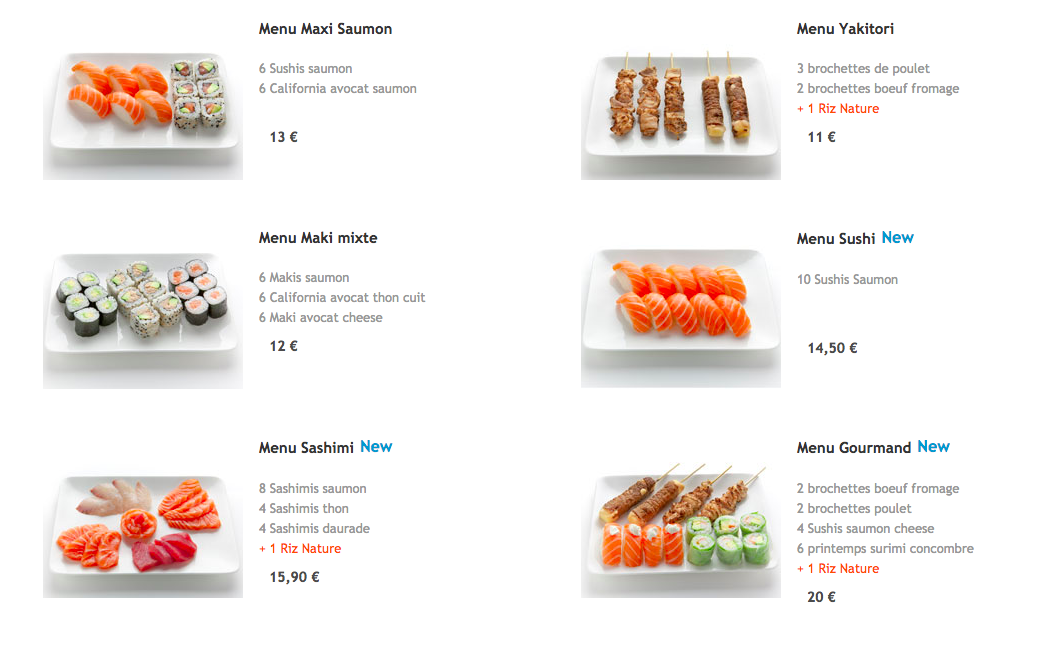 Menu Maxi Saumon
6 Sushis saumon
6 California avocat saumon
13 €
Menu Yakitori
3 brochettes de poulet
2 brochettes boeuf fromage
+ 1 Riz Nature
11 €
Menu Maki mixte
6 Makis saumon
6 California avocat thon cuit
6 Maki avocat cheese
12 €
Menu Sushi New
10 Sushis Saumon
14,50 €
Menu Sashimi New
8 Sashimis saumon
4 Sashimis thon
4 Sashimis daurade
+ 1 Riz Nature
15,90 €
Menu Gourmand New
2 brochettes boeuf fromage
2 brochettes poulet
4 Sushis saumon cheese
6 printemps surimi concombre
+ 1 Riz Nature
20 €